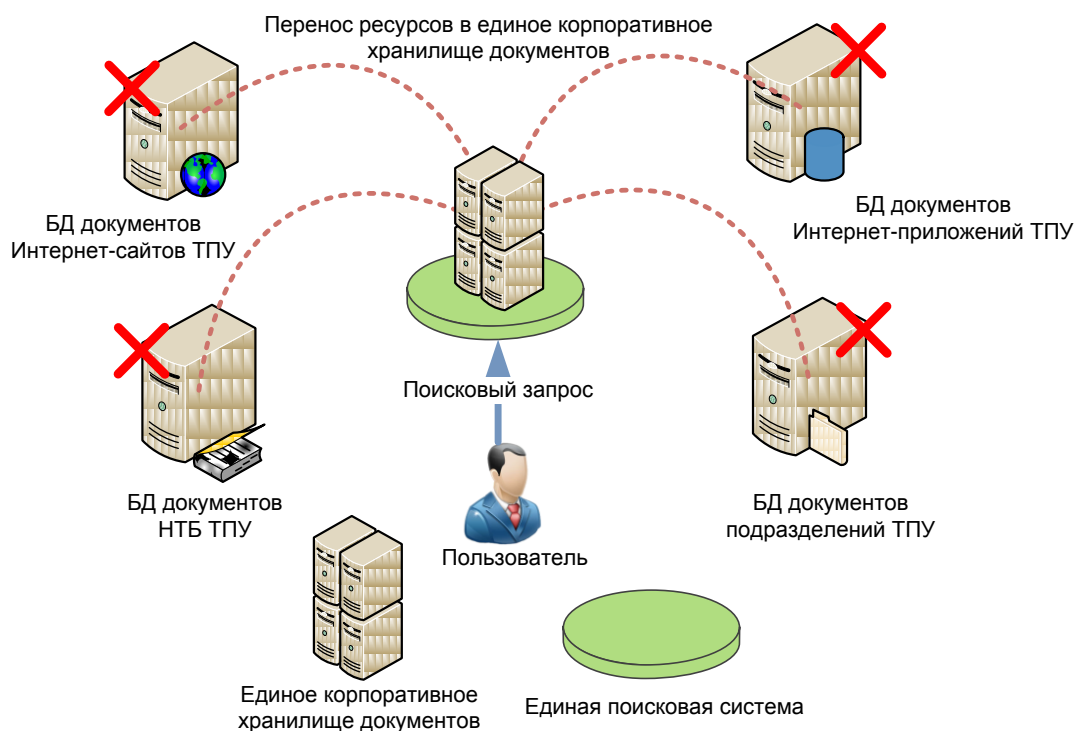 Перенос ресурсов в единое корпоративное
хранилище документов
БД документов
Интернет-сайтов ТПУ
БД документов
Интернет-приложений ТПУ
Поисковый запрос
БД документов
НТБ ТПУ
БД документов
подразделений ТПУ
Пользователь
Единое корпоративное
хранилище документов
Единая поисковая система